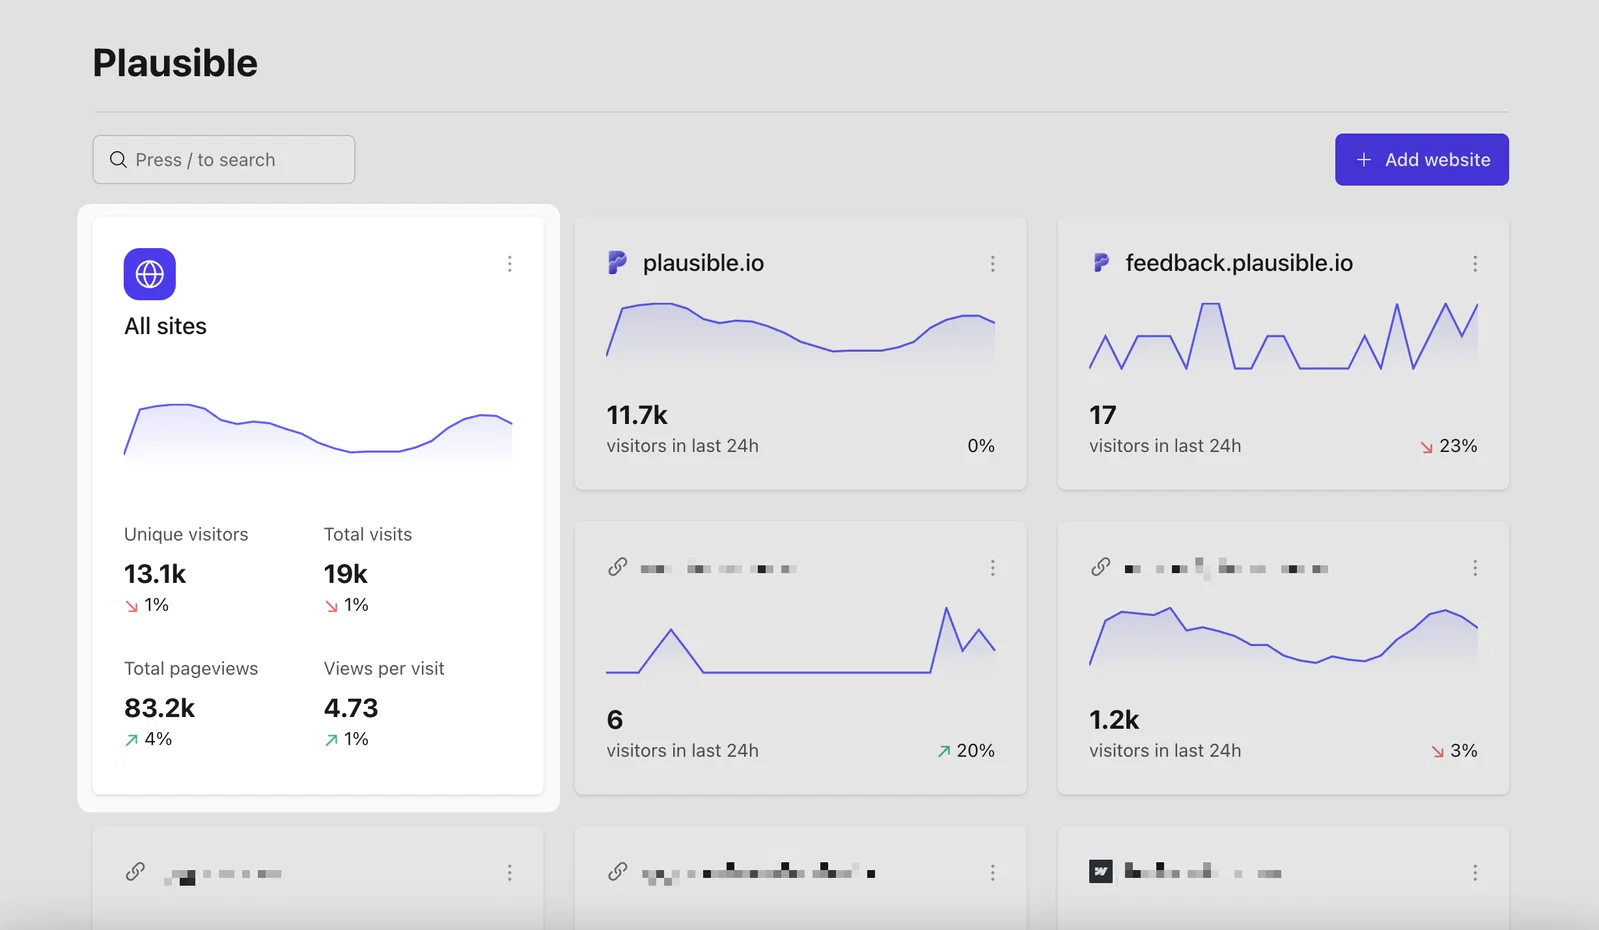 Plausible
Press / to search
+ Add website
All sites
Unique visitors
13.1k
1%
Total visits
19k
1%
Total pageviews
83.2k
4%
Views per visit
4.73
1%
plausible.io
11.7k
visitors in last 24h
0%
feedback.plausible.io
17
visitors in last 24h
23%
6
visitors in last 24h
20%
1.2k
visitors in last 24h
3%